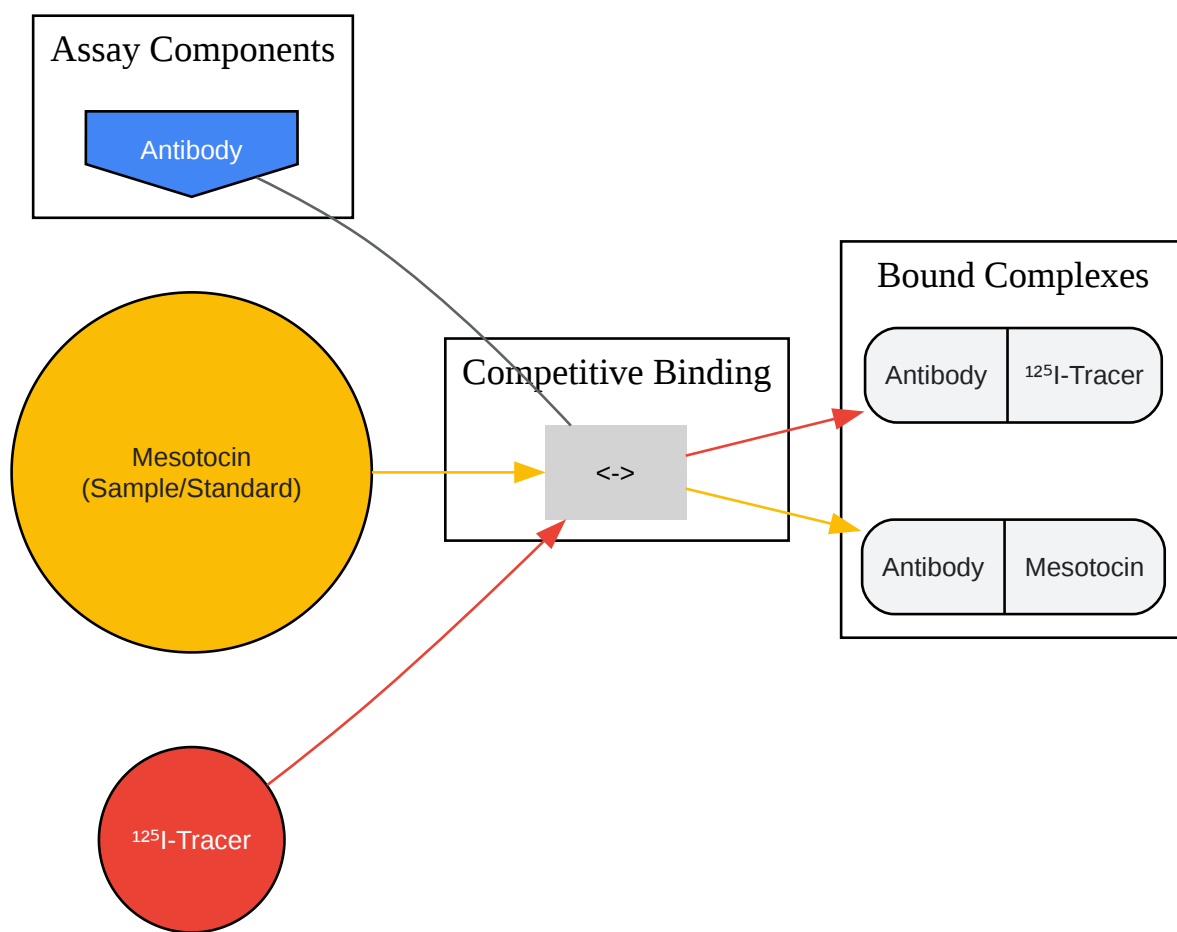 Assay Components
Antibody
Mesotocin
(Sample/Standard)
¹²⁵I-Tracer
Competitive Binding
<->
Bound Complexes
Antibody
¹²⁵I-Tracer
Antibody
Mesotocin